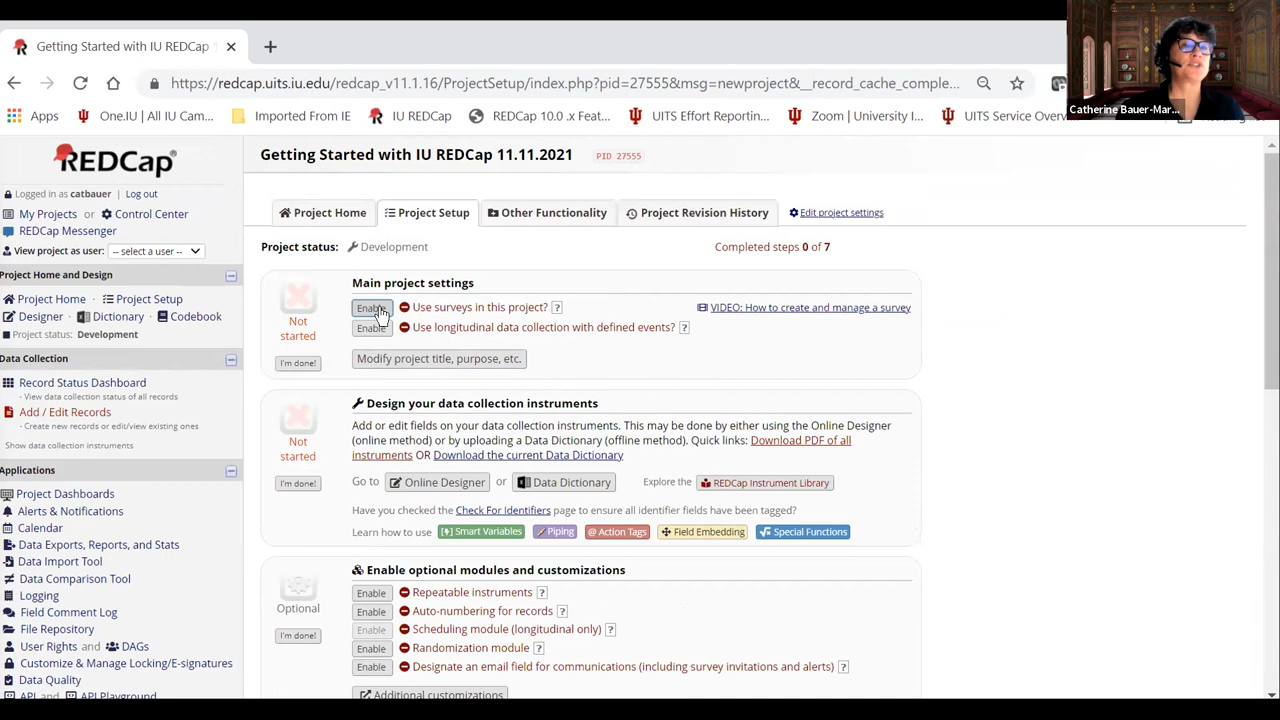 Getting Started with IU REDCap
https://redcap.uits.iu.edu/redcap_v11.1.16/ProjectSetup/index.php?pid=27555&msg=newproject&__record_cache_comple...
Apps One.IU | All IU Cam... Imported From IE IU REDCap REDCap 10.0 .x Feat... UITS Effort Reportin... Zoom | University I... UITS Service Overv...
Catherine Bauer-Mar...
REDCap®
Logged in as catbauer | Log out
My Projects or Control Center
REDCap Messenger
View project as user: -- select a user --
Project Home and Design
Project Home · Project Setup
Designer · Dictionary · Codebook
Project status: Development
Data Collection
Record Status Dashboard
- View data collection status of all records
Add / Edit Records
- Create new records or edit/view existing ones
Show data collection instruments
Applications
Project Dashboards
Alerts & Notifications
Calendar
Data Exports, Reports, and Stats
Data Import Tool
Data Comparison Tool
Logging
Field Comment Log
File Repository
User Rights and DAGs
Customize & Manage Locking/E-signatures
Data Quality
API and API Playground
Getting Started with IU REDCap 11.11.2021 PID 27555
Project Home Project Setup Other Functionality Project Revision History Edit project settings
Project status: Development Completed steps 0 of 7
Main project settings
Not started
I'm done!
Enable Use surveys in this project? ? VIDEO: How to create and manage a survey
Enable Use longitudinal data collection with defined events? ?
Modify project title, purpose, etc.
Design your data collection instruments
Not started
I'm done!
Add or edit fields on your data collection instruments. This may be done by either using the Online Designer
(online method) or by uploading a Data Dictionary (offline method). Quick links: Download PDF of all
instruments OR Download the current Data Dictionary
Go to Online Designer or Data Dictionary Explore the REDCap Instrument Library
Have you checked the Check For Identifiers page to ensure all identifier fields have been tagged?
Learn how to use Smart Variables Piping @ Action Tags Field Embedding Special Functions
Enable optional modules and customizations
Optional
I'm done!
Enable Repeatable instruments ?
Enable Auto-numbering for records ?
Enable Scheduling module (longitudinal only) ?
Enable Randomization module ?
Enable Designate an email field for communications (including survey invitations and alerts) ?
Additional customizations